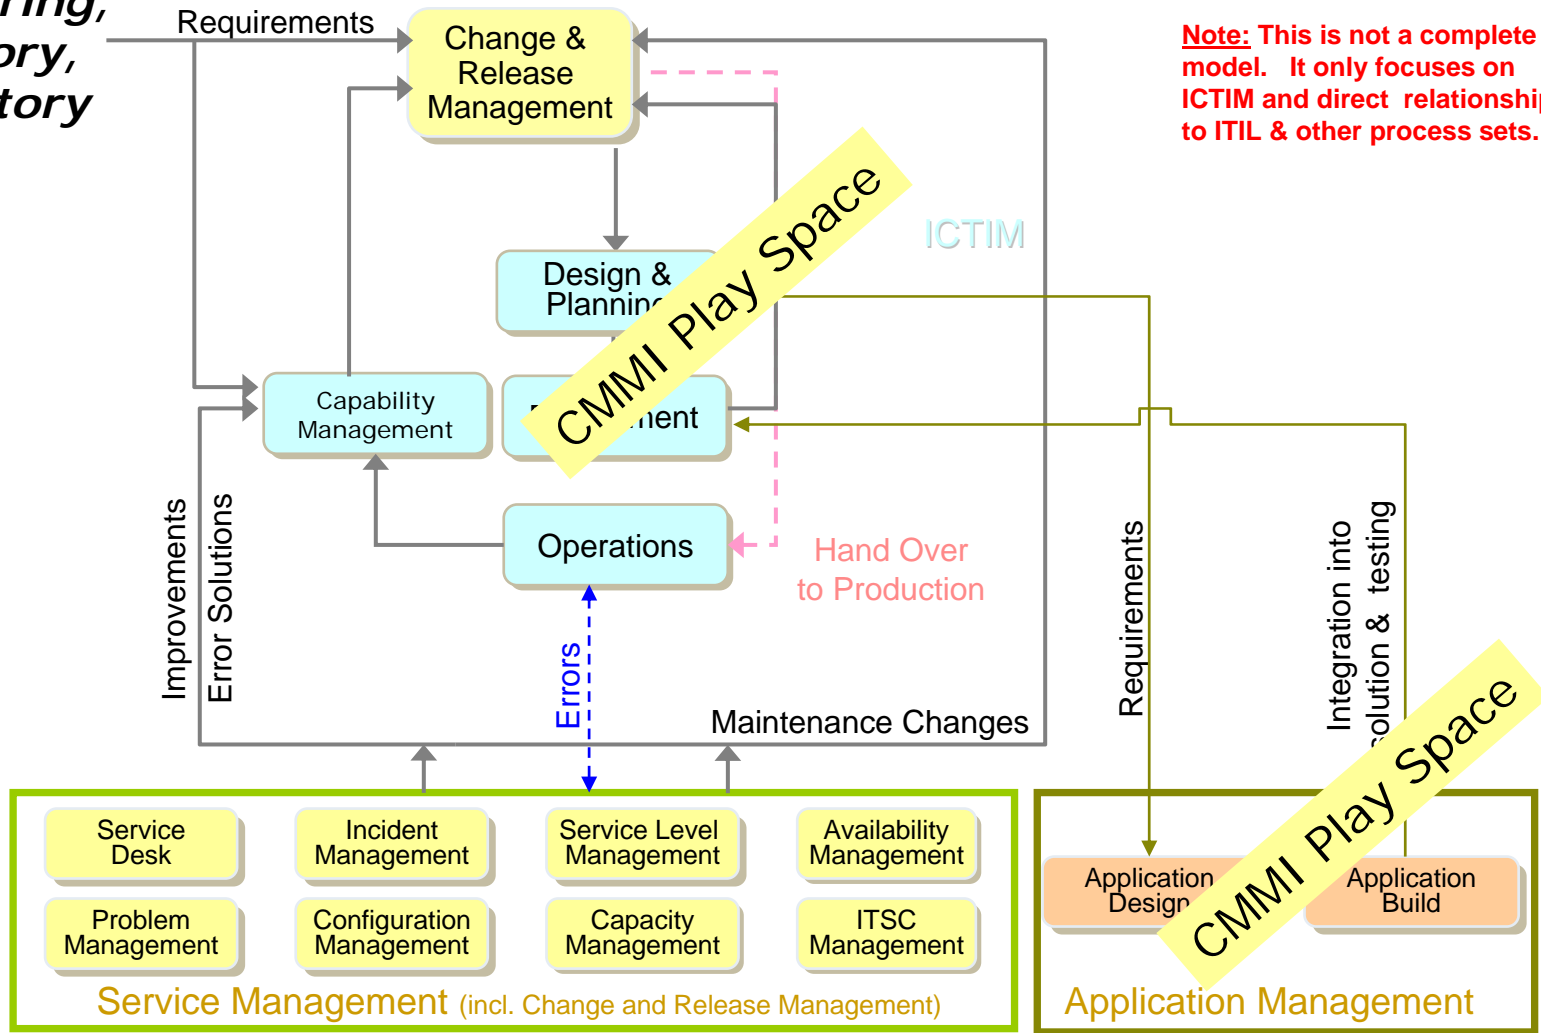 Requirements
Change &
Release
Management
Note: This is not a complete
model. It only focuses on
ICTIM and direct
to ITIL & other process sets.
ICTIM
Design &
CMMI Play Space
Capability
Management
Operations
Hand Over
to Production
Improvements
Error Solutions
Errors
Maintenance Changes
Requirements
Integration into
& testing
CMMI Play Space
Service
Desk
Incident
Management
Service Level
Management
Availability
Management
Problem
Management
Configuration
Management
Capacity
Management
ITSC
Management
Service Management (incl. Change and Release Management)
Application
Design
Application
Build
Application Management